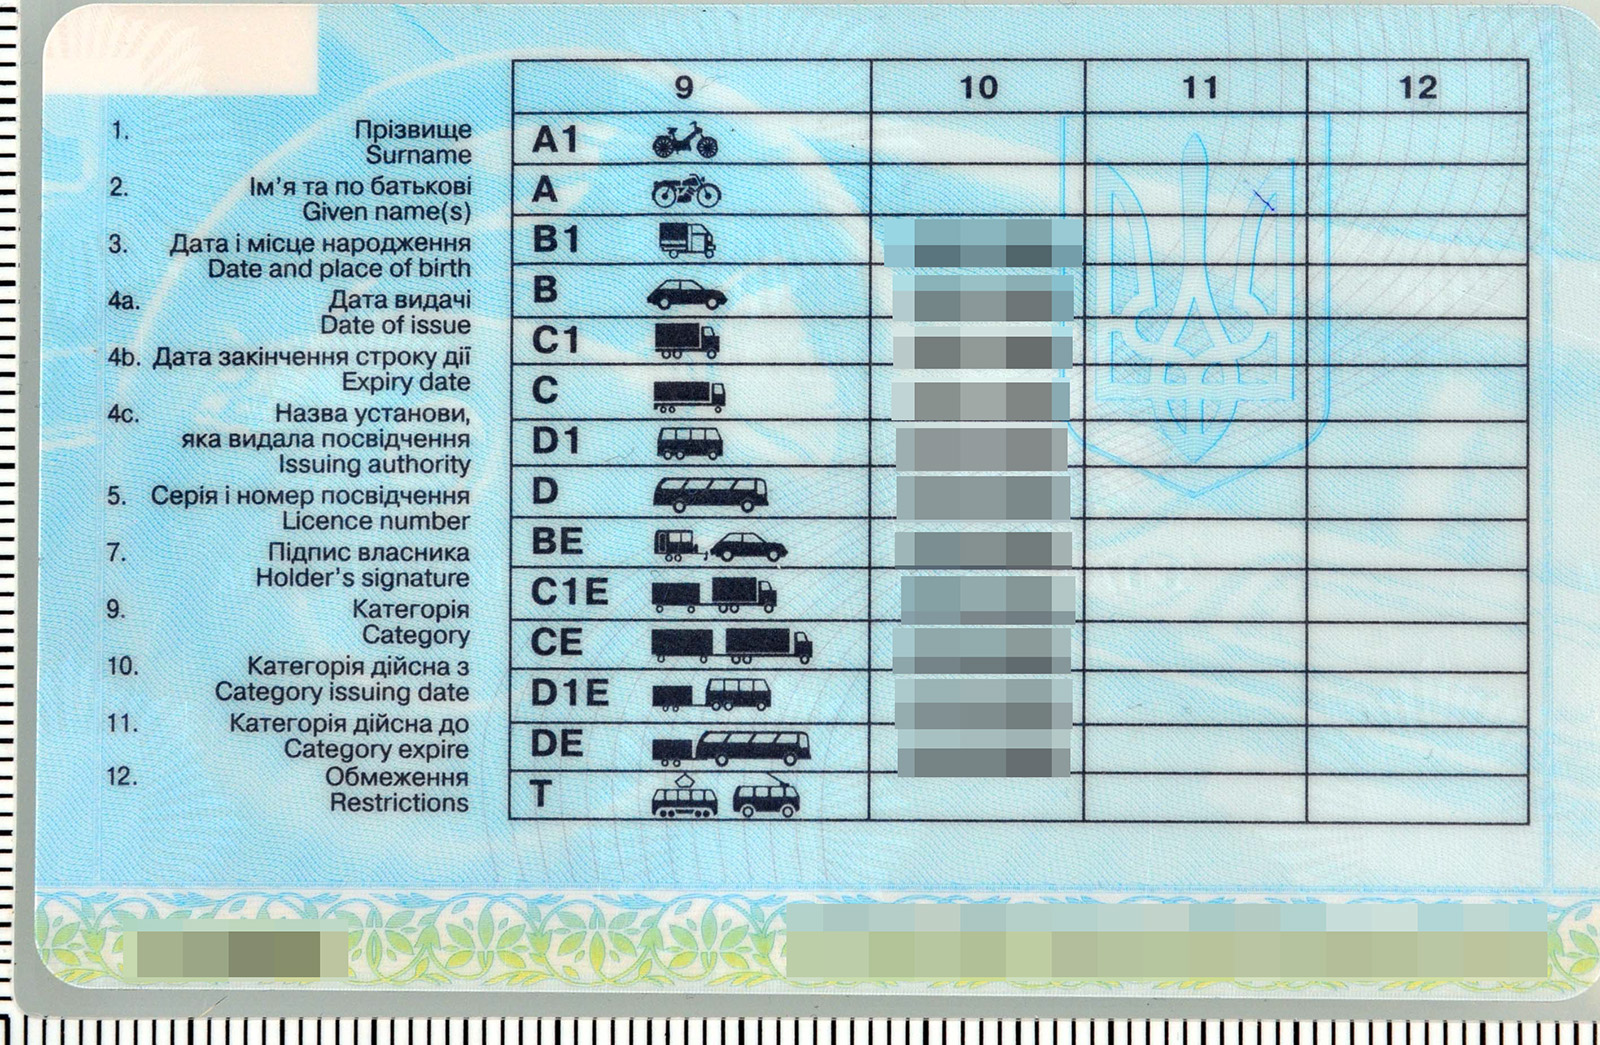 1. Прізвище
Surname
2. Ім’я та по батькові
Given name(s)
3. Дата і місце народження
Date and place of birth
4a. Дата видачі
Date of issue
4b. Дата закінчення строку дії
Expiry date
4c. Назва установи,
яка видала посвідчення
Issuing authority
5. Серія і номер посвідчення
Licence number
7. Підпис власника
Holder’s signature
9. Категорія
Category
10. Категорія дійсна з
Category issuing date
11. Категорія дійсна до
Category expire
12. Обмеження
Restrictions
9 10 11 12
A1
A
B1
B
C1
C
D1
D
BE
C1E
CE
D1E
DE
T